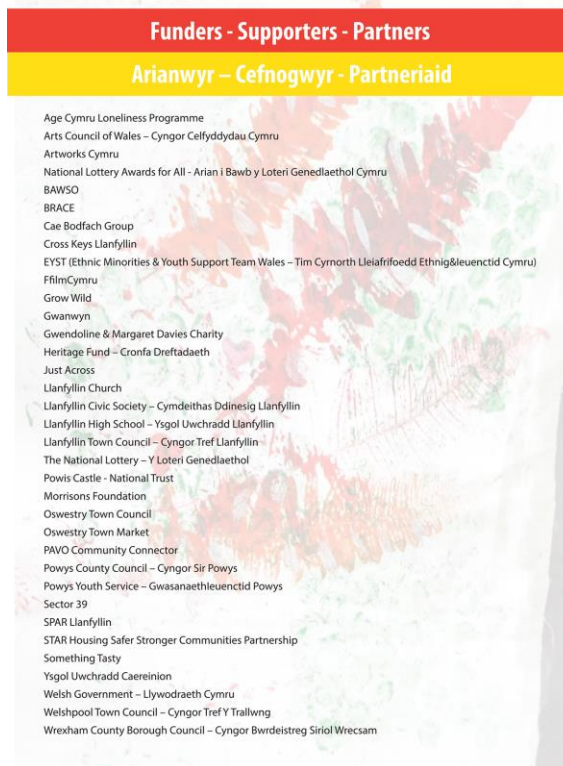 Funders - Supporters - Partners
Arianwyr – Cefnogwyr - Partneriaid
Age Cymru Loneliness Programme
Arts Council of Wales – Cyngor Celfyddydau Cymru
Artworks Cymru
National Lottery Awards for All - Arian i Bawb y Loteri Genedlaethol Cymru
BAWSO
BRACE
Cae Bodfach Group
Cross Keys Llanfyllin
EYST (Ethnic Minorities & Youth Support Team Wales – Tim Cyrnorth Lleiafrifoedd Ethnig&Ieuenctid Cymru)
FfilmCymru
Grow Wild
Gwanwyn
Gwendoline & Margaret Davies Charity
Heritage Fund – Cronfa Dreftadaeth
Just Across
Llanfyllin Church
Llanfyllin Civic Society – Cymdeithas Ddinesig Llanfyllin
Llanfyllin High School – Ysgol Uwchradd Llanfyllin
Llanfyllin Town Council – Cyngor Tref Llanfyllin
The National Lottery – Y Loteri Genedlaethol
Powis Castle - National Trust
Morrisons Foundation
Oswestry Town Council
Oswestry Town Market
PAVO Community Connector
Powys County Council – Cyngor Sir Powys
Powys Youth Service – Gwasanaethleuenctid Powys
Sector 39
SPAR Llanfyllin
STAR Housing Safer Stronger Communities Partnership
Something Tasty
Ysgol Uwchradd Caereinion
Welsh Government – Llywodraeth Cymru
Welshpool Town Council – Cyngor Tref Y Trallwng
Wrexham County Borough Council – Cyngor Bwrdeistreg Siriol Wrecsam